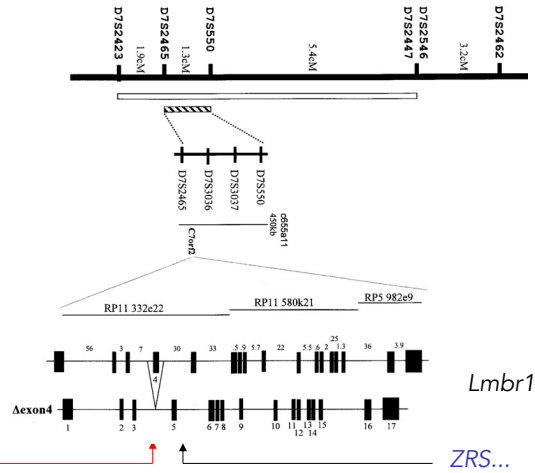 D7S2423 D7S2465 D7S550 D7S2447 D7S2546 D7S2462
1.9cM 1.3cM 5.4cM 3.2cM
D7S2465 D7S3036 D7S3037 D7S550
c655a11
450kb
C7orf2
RP11 332e22 RP11 580k21 RP5 982e9
56 3 7 30 33 .5 .9 5.7 22 5.5 .6 2 .25 1.3 36 3.9
4
Lmbr1
Δexon4
1 2 3 5 6 7 8 9 10 11 12 13 14 15 16 17
ZRS...